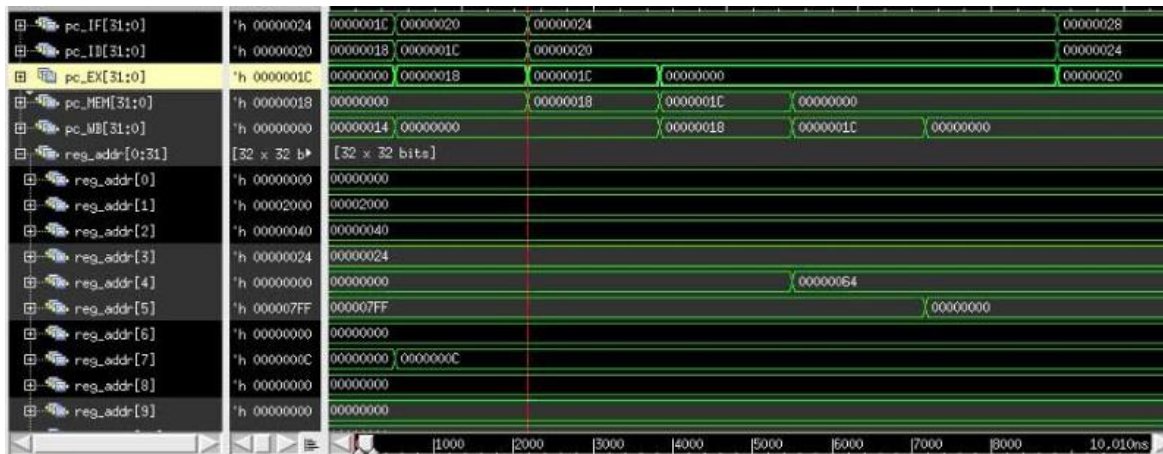 pc_IF[31:0] 'h 00000024 0000001C 00000020 00000024 00000028
pc_ID[31:0] 'h 00000020 00000018 0000001C 00000020 00000024
pc_EX[31:0] 'h 0000001C 00000000 00000018 0000001C 00000000 00000020
pc_MEM[31:0] 'h 00000018 00000000 00000018 0000001C 00000000
pc_WB[31:0] 'h 00000000 00000014 00000000 00000018 0000001C 00000000
reg_addr[0:31] [32 x 32 b [32 x 32 bits]
reg_addr[0] 'h 00000000 00000000
reg_addr[1] 'h 00002000 00002000
reg_addr[2] 'h 00000040 00000040
reg_addr[3] 'h 00000024 00000024
reg_addr[4] 'h 00000000 00000000 00000064
reg_addr[5] 'h 000007FF 000007FF 00000000
reg_addr[6] 'h 00000000 00000000
reg_addr[7] 'h 0000000C 00000000 0000000C
reg_addr[8] 'h 00000000 00000000
reg_addr[9] 'h 00000000 00000000
1000 2000 3000 4000 5000 6000 7000 8000 10,010ns